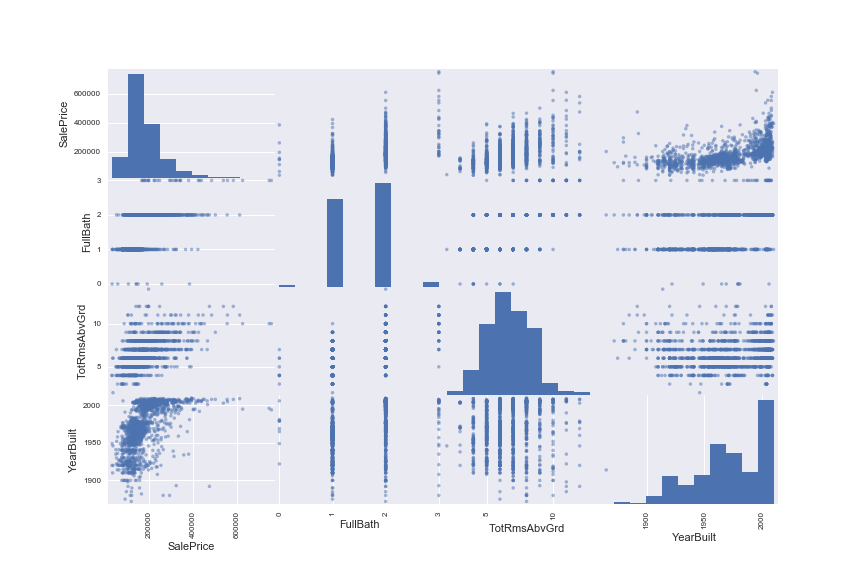 SalePrice
600000
400000
200000
FullBath
3
2
1
0
TotRmsAbvGrd
10
5
YearBuilt
2000
1950
1900
200000 400000 600000 0 1 2 3 5 10 1900 1950 2000
SalePrice FullBath TotRmsAbvGrd YearBuilt